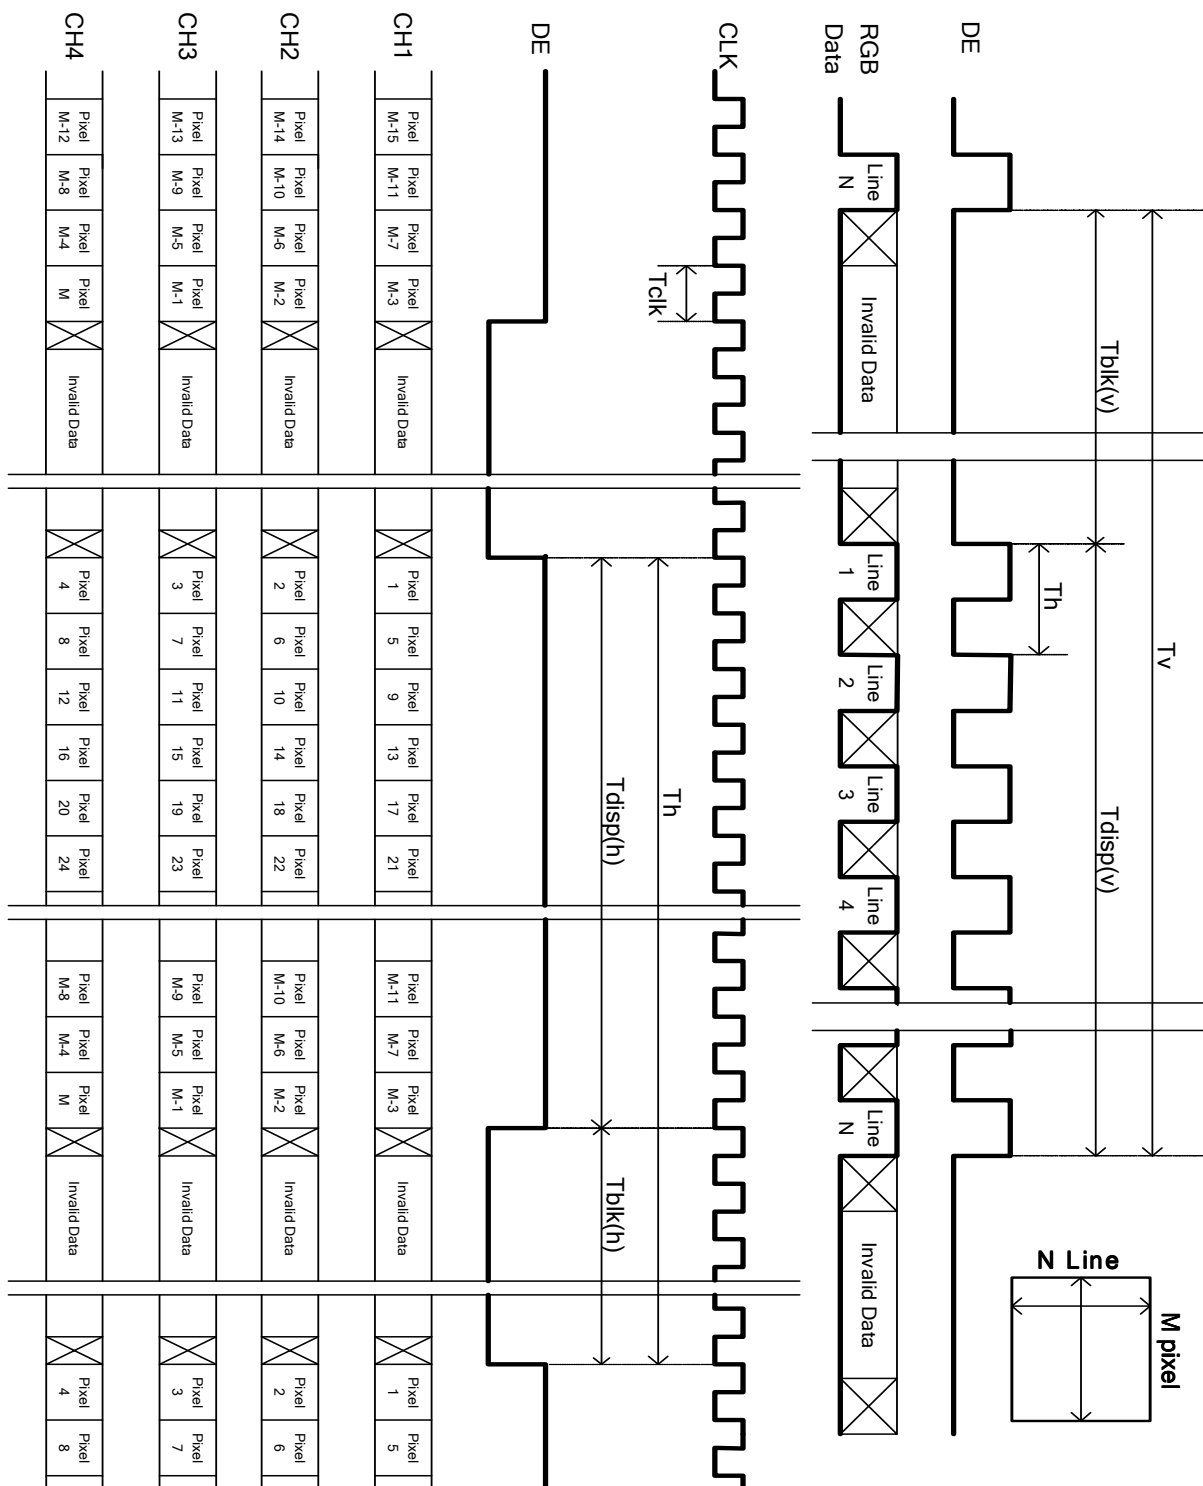 Tv
M pixel
Tblk(v)
Tdisp(v)
N Line
Th
DE
RGB
Data
Line
N
Invalid Data
Line
1
Line
2
Line
3
Line
4
Line
N
Invalid Data
CLK
Tclk
Th
Tdisp(h)
Tblk(h)
DE
CH1
Pixel
M-15
Pixel
M-11
Pixel
M-7
Pixel
M-3
Invalid Data
Pixel
1
Pixel
5
Pixel
9
Pixel
13
Pixel
17
Pixel
21
Pixel
M-11
Pixel
M-7
Pixel
M-3
Invalid Data
Pixel
1
Pixel
5
CH2
Pixel
M-14
Pixel
M-10
Pixel
M-6
Pixel
M-2
Invalid Data
Pixel
2
Pixel
6
Pixel
10
Pixel
14
Pixel
18
Pixel
22
Pixel
M-10
Pixel
M-6
Pixel
M-2
Invalid Data
Pixel
2
Pixel
6
CH3
Pixel
M-13
Pixel
M-9
Pixel
M-5
Pixel
M-1
Invalid Data
Pixel
3
Pixel
7
Pixel
11
Pixel
15
Pixel
19
Pixel
23
Pixel
M-9
Pixel
M-5
Pixel
M-1
Invalid Data
Pixel
3
Pixel
7
CH4
Pixel
M-12
Pixel
M-8
Pixel
M-4
Pixel
M
Invalid Data
Pixel
4
Pixel
8
Pixel
12
Pixel
16
Pixel
20
Pixel
24
Pixel
M-8
Pixel
M-4
Pixel
M
Invalid Data
Pixel
4
Pixel
8